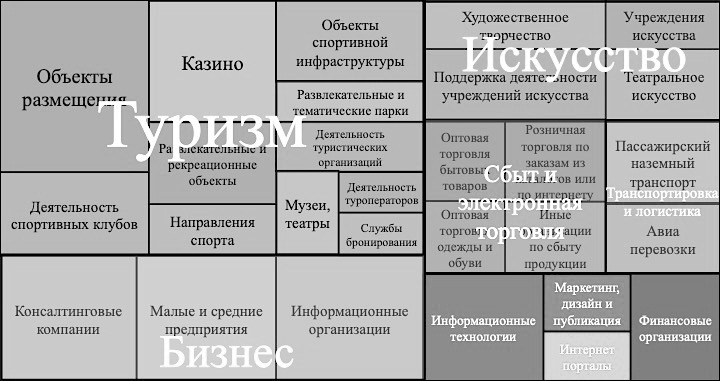 Туризм
Объекты
размещения
Казино
Объекты
спортивной
инфраструктуры
Развлекательные и
тематические парки
Развлекательные и
рекреационные
объекты
Деятельность
туристических
организаций
Деятельность
спортивных клубов
Направления
спорта
Музеи,
театры
Деятельность
туроператоров
Службы
бронирования
Бизнес
Консалтинговые
компании
Малые и средние
предприятия
Информационные
организации
Искусство
Художественное
творчество
Учреждения
искусства
Поддержка деятельности
учреждений искусства
Театральное
искусство
Сбыт и
электронная
торговля
Оптовая
торговля
бытовых
товаров
Розничная
торговля по
заказам из
каталогов или
по интернету
Оптовая
торговля
одежды и
обуви
Иные
организации
по сбыту
продукции
Транспортировка
и логистика
Пассажирский
наземный
транспорт
Авиа
перевозки
Информационные
технологии
Маркетинг,
дизайн и
публикация
Интернет
порталы
Финансовые
организации